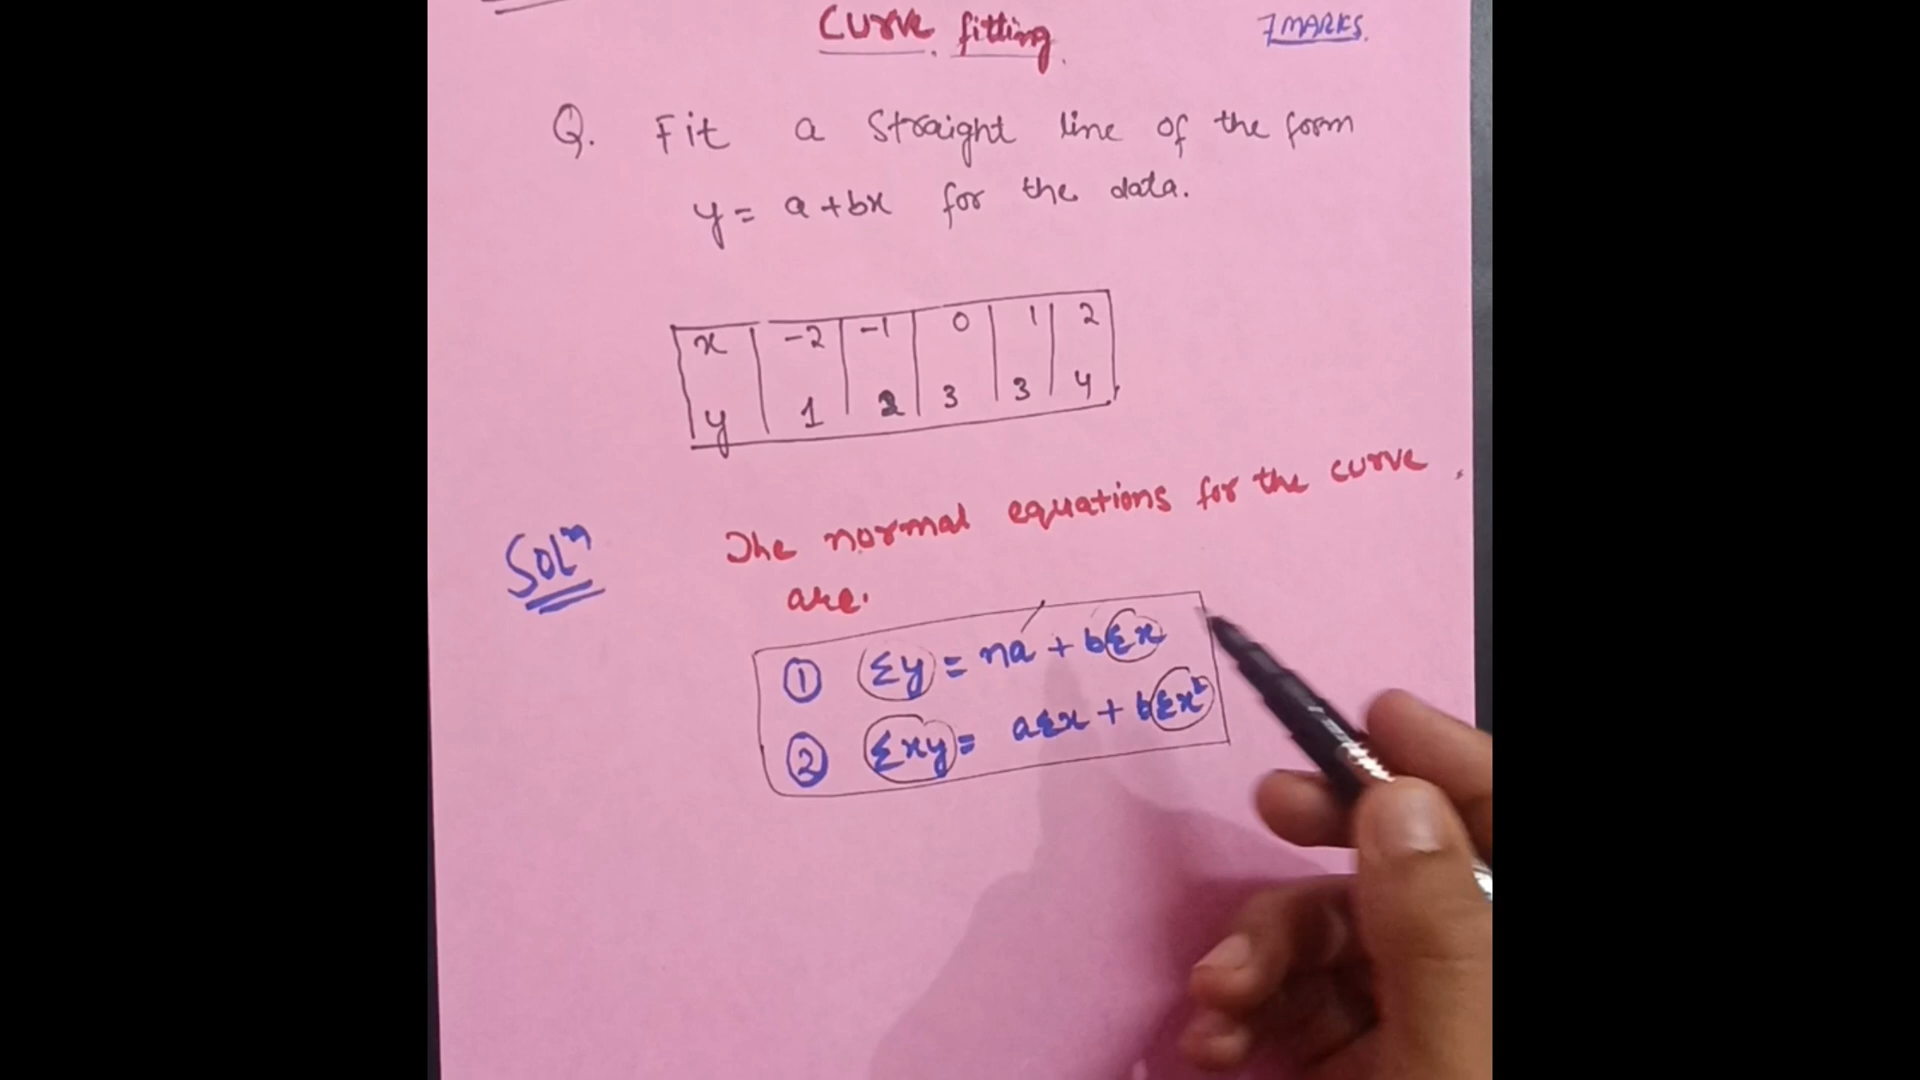 Curve fitting
7 MARKS.
Q. Fit a straight line of the form
y = a + bx for the data.
x -2 -1 0 1 2
y 1 2 3 3 4
Solⁿ
The normal equations for the curve
are.
① Σy = na + bΣx
② Σxy = aΣx + bΣx²